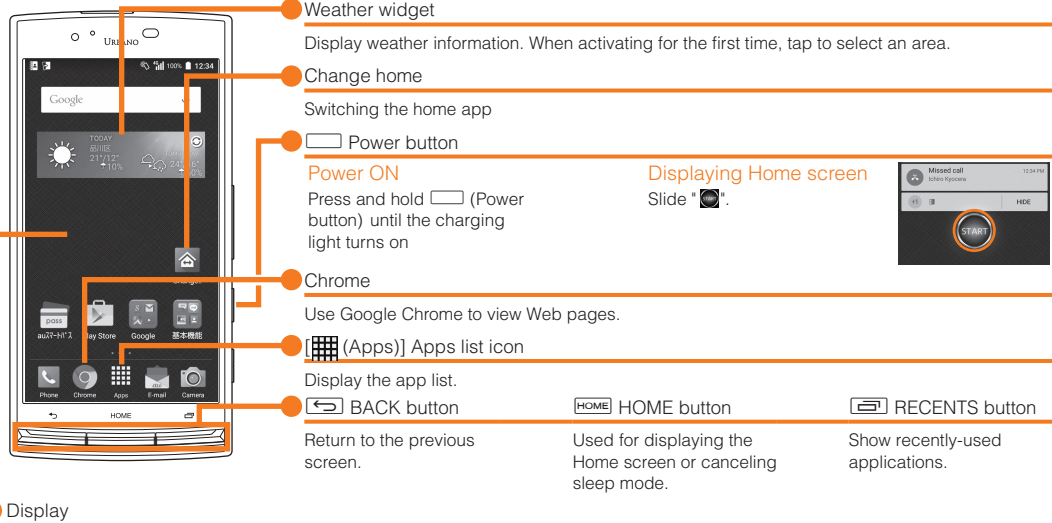 URBANO
100% 12:34
Google
TODAY
品川区
21°/12°
10%
pass
auスマートパス
Play Store
Google
基本機能
Phone
Chrome
Apps
E-mail
Camera
HOME
Display
Weather widget
Display weather information. When activating for the first time, tap to select an area.
Change home
Switching the home app
Power button
Power ON
Press and hold (Power
button) until the charging
light turns on
Displaying Home screen
Slide "START".
Missed call 12:34 PM
Ichiro Kyocera
+1 HIDE
START
Chrome
Use Google Chrome to view Web pages.
[ (Apps)] Apps list icon
Display the app list.
BACK button
Return to the previous
screen.
HOME HOME button
Used for displaying the
Home screen or canceling
sleep mode.
RECENTS button
Show recently-used
applications.